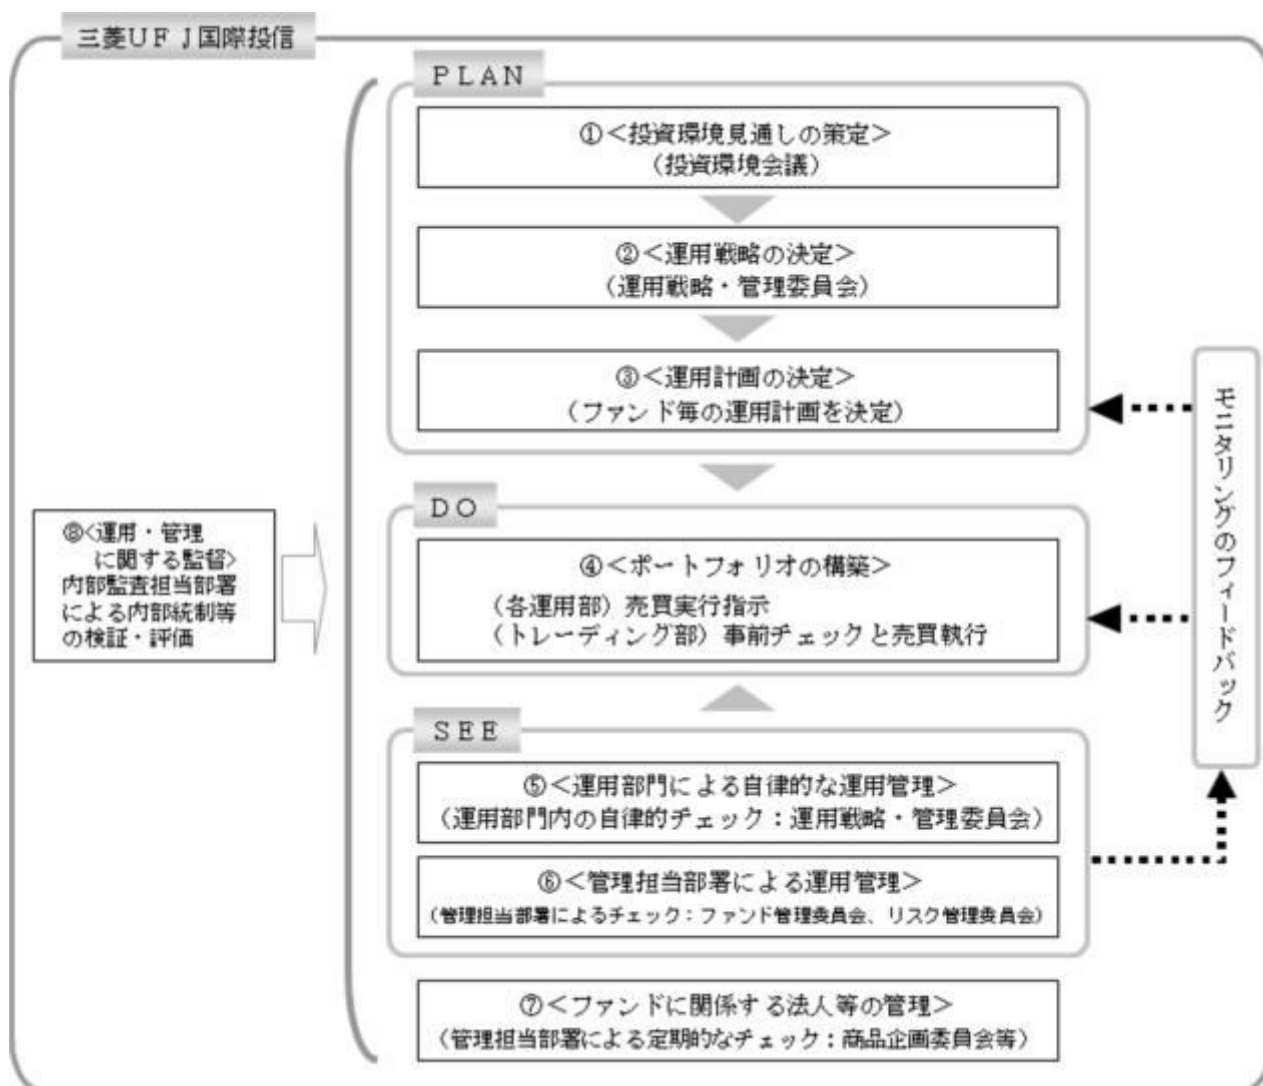 三菱UFJ国際投信
PLAN
①＜投資環境見通しの策定＞
（投資環境会議）
②＜運用戦略の決定＞
（運用戦略・管理委員会）
③＜運用計画の決定＞
（ファンド毎の運用計画を決定）
DO
④＜ポートフォリオの構築＞
（各運用部）売買実行指示
（トレーディング部）事前チェックと売買執行
SEE
⑤＜運用部門による自律的な運用管理＞
（運用部門内の自律的チェック：運用戦略・管理委員会）
⑥＜管理担当部署による運用管理＞
（管理担当部署によるチェック：ファンド管理委員会、リスク管理委員会）
⑦＜ファンドに関係する法人等の管理＞
（管理担当部署による定期的なチェック：商品企画委員会等）
⑧＜運用・管理
に関する監督＞
内部監査担当部署
による内部統制等
の検証・評価
モニタリングのフィードバック